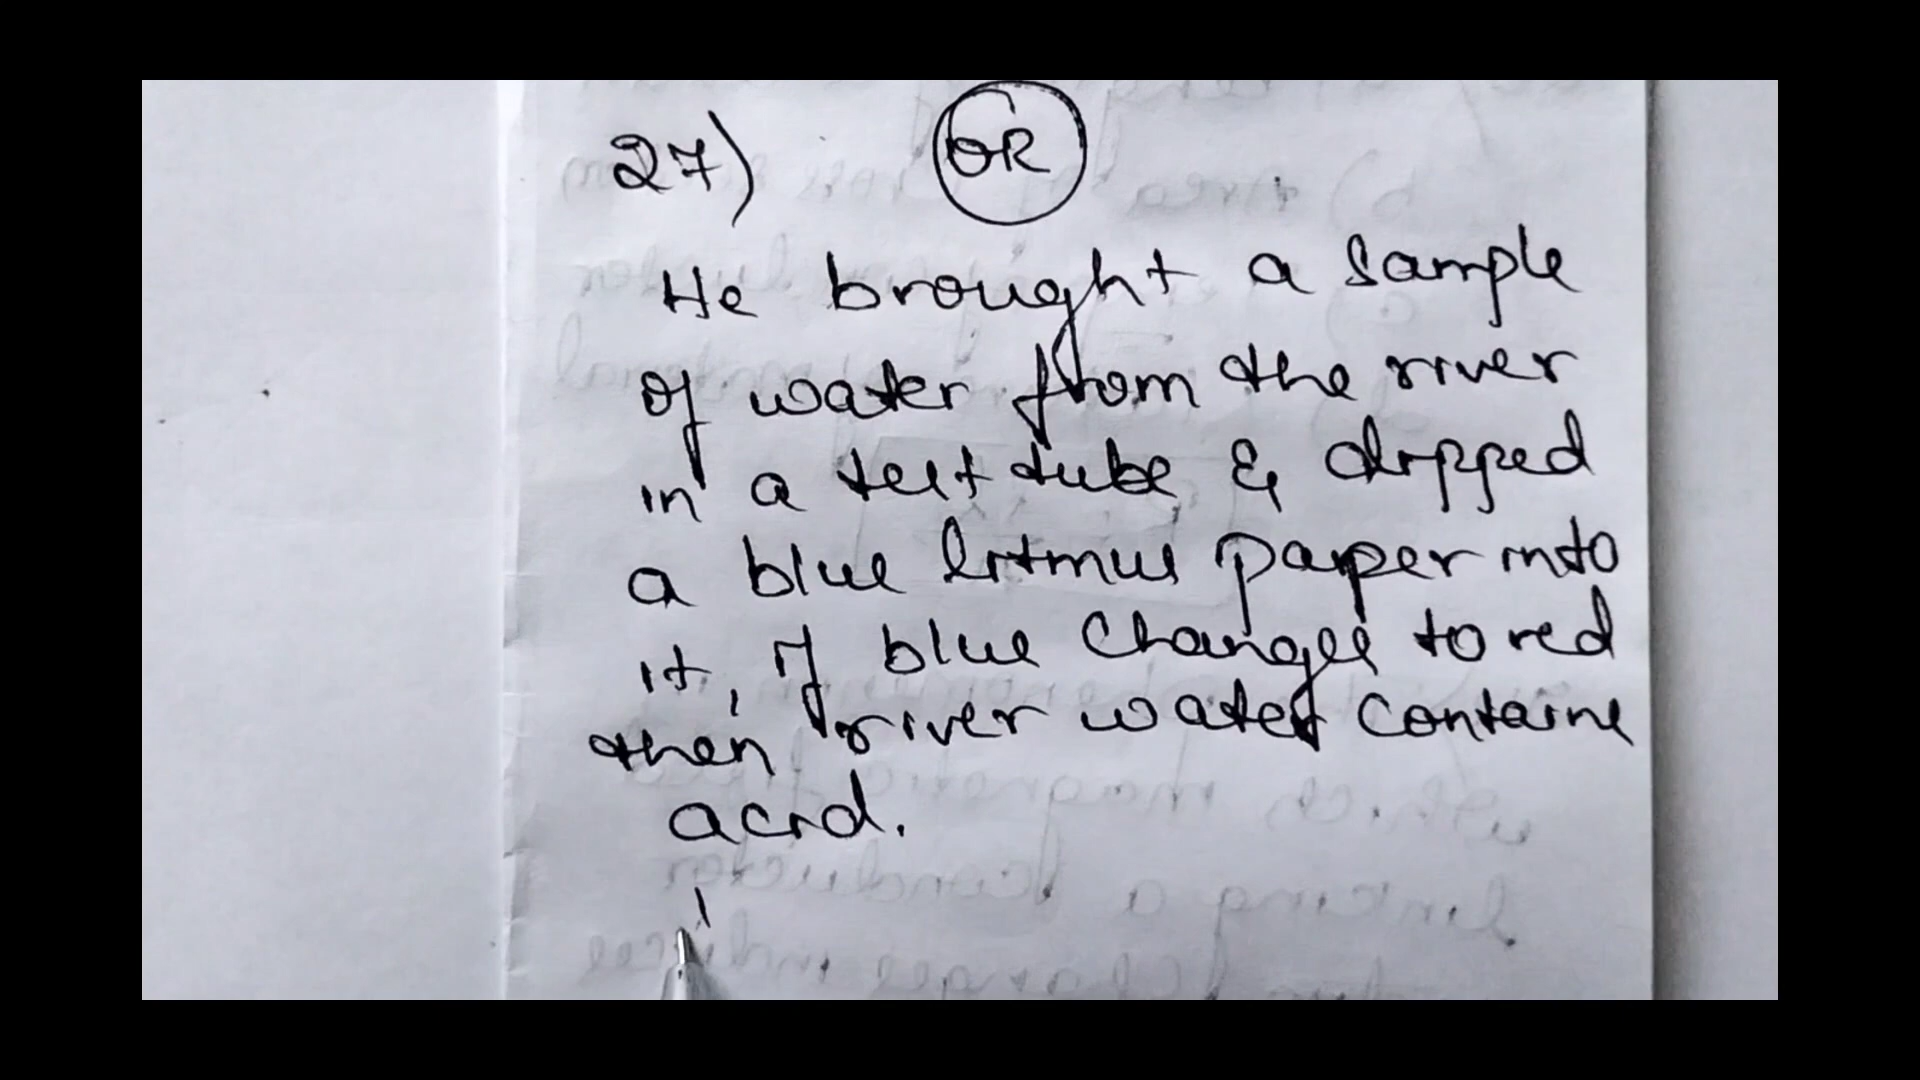 27) OR
He brought a Sample
of water from the river
in a test tube & dipped
a blue litmus paper into
it, if blue changes to red
then river water contains
acid.